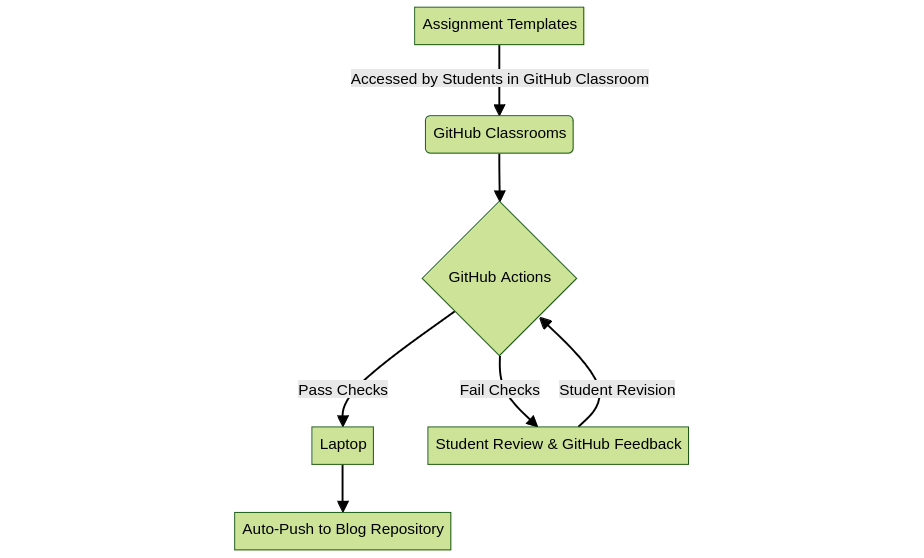 Assignment Templates
Accessed by Students in GitHub Classroom
GitHub Classrooms
GitHub Actions
Pass Checks
Fail Checks
Student Revision
Laptop
Student Review & GitHub Feedback
Auto-Push to Blog Repository